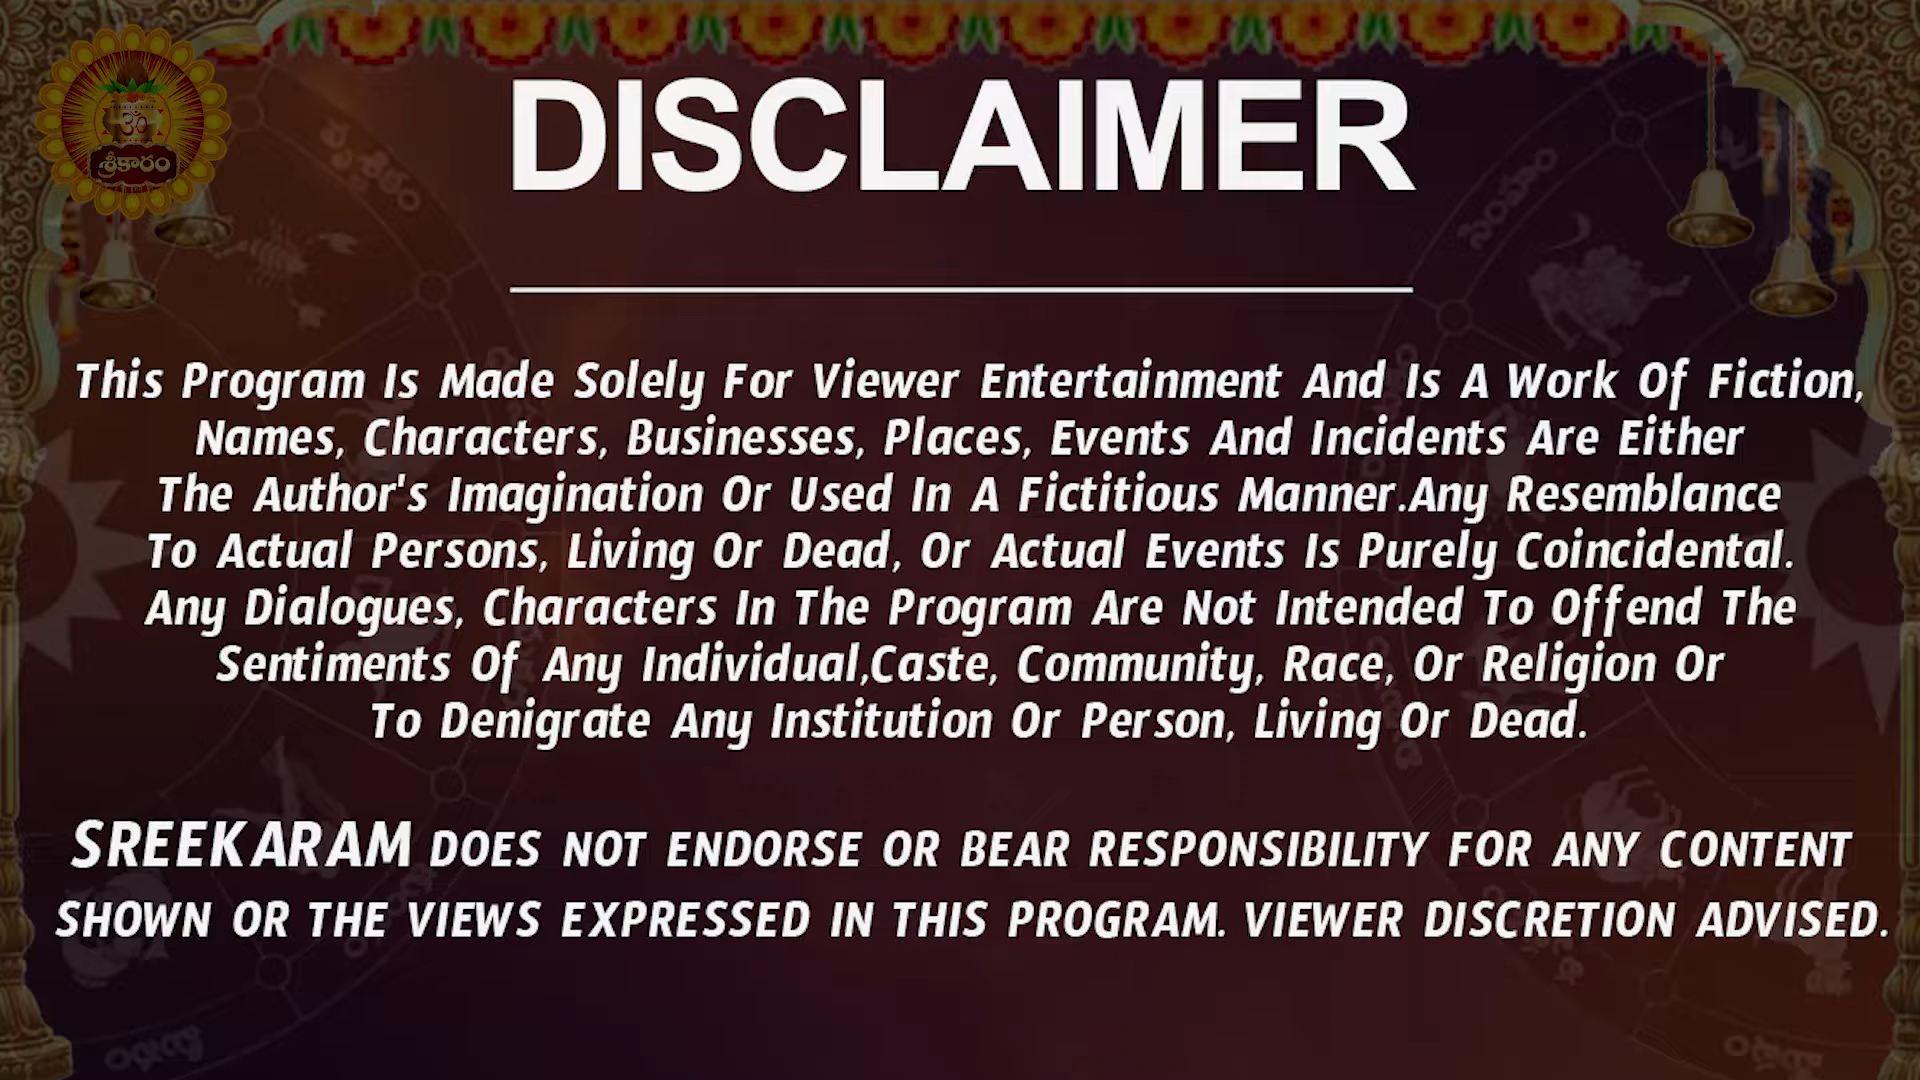 ॐ
శ్రీకారం
DISCLAIMER
This Program Is Made Solely For Viewer Entertainment And Is A Work Of Fiction,
Names, Characters, Businesses, Places, Events And Incidents Are Either
The Author's Imagination Or Used In A Fictitious Manner.Any Resemblance
To Actual Persons, Living Or Dead, Or Actual Events Is Purely Coincidental.
Any Dialogues, Characters In The Program Are Not Intended To Offend The
Sentiments Of Any Individual,Caste, Community, Race, Or Religion Or
To Denigrate Any Institution Or Person, Living Or Dead.
SREEKARAM DOES NOT ENDORSE OR BEAR RESPONSIBILITY FOR ANY CONTENT
SHOWN OR THE VIEWS EXPRESSED IN THIS PROGRAM. VIEWER DISCRETION ADVISED.